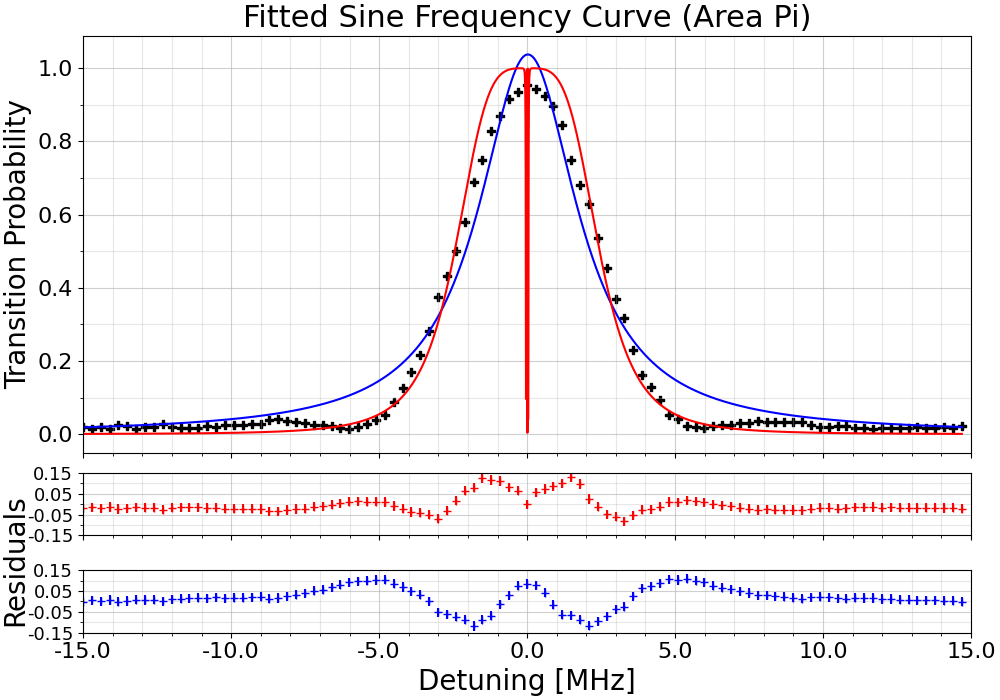 Fitted Sine Frequency Curve (Area Pi)
Transition Probability
1.0
0.8
0.6
0.4
0.2
0.0
Residuals
0.15
0.05
-0.05
-0.15
0.15
0.05
-0.05
-0.15
-15.0 -10.0 -5.0 0.0 5.0 10.0 15.0
Detuning [MHz]